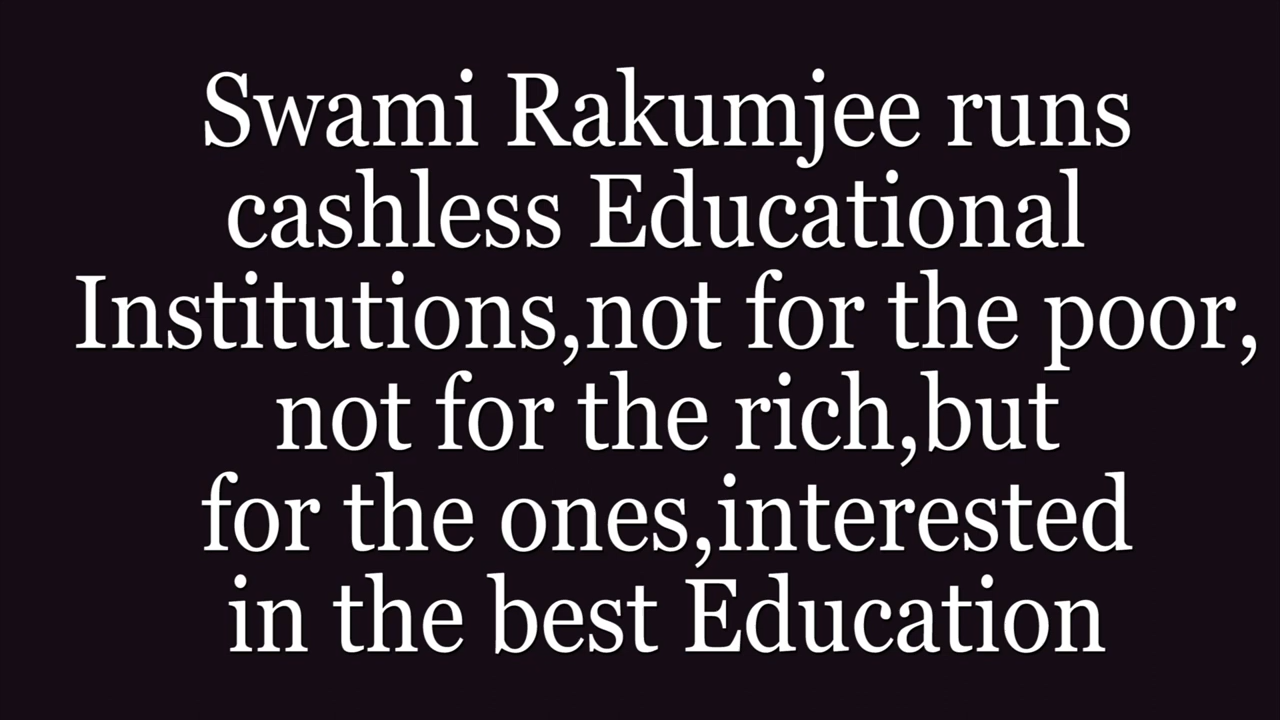 Swami Rakumjee runs
cashless Educational
Institutions,not for the poor,
not for the rich,but
for the ones,interested
in the best Education